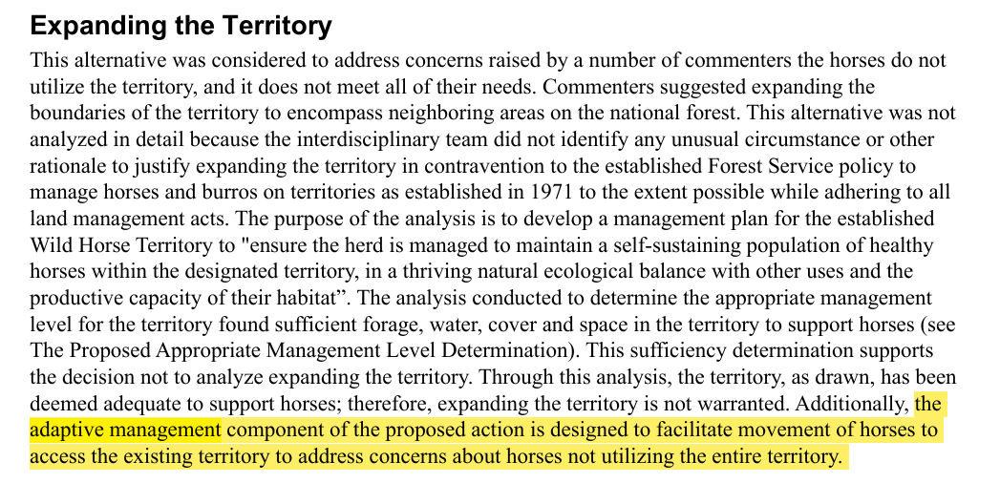 Expanding the Territory
This alternative was considered to address concerns raised by a number of commenters the horses do not
utilize the territory, and it does not meet all of their needs. Commenters suggested expanding the
boundaries of the territory to encompass neighboring areas on the national forest. This alternative was not
analyzed in detail because the interdisciplinary team did not identify any unusual circumstance or other
rationale to justify expanding the territory in contravention to the established Forest Service policy to
manage horses and burros on territories as established in 1971 to the extent possible while adhering to all
land management acts. The purpose of the analysis is to develop a management plan for the established
Wild Horse Territory to "ensure the herd is managed to maintain a self-sustaining population of healthy
horses within the designated territory, in a thriving natural ecological balance with other uses and the
productive capacity of their habitat”. The analysis conducted to determine the appropriate management
level for the territory found sufficient forage, water, cover and space in the territory to support horses (see
The Proposed Appropriate Management Level Determination). This sufficiency determination supports
the decision not to analyze expanding the territory. Through this analysis, the territory, as drawn, has been
deemed adequate to support horses; therefore, expanding the territory is not warranted. Additionally, the
adaptive management component of the proposed action is designed to facilitate movement of horses to
access the existing territory to address concerns about horses not utilizing the entire territory.